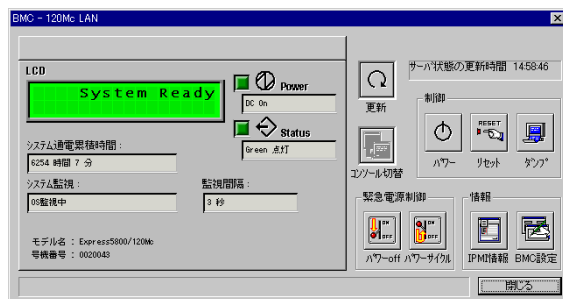 BMC - 120Mc LAN
LCD
System Ready
Power
DC On
Status
Green 点灯
システム通電累積時間 :
6254 時間 7 分
システム監視 :
OS監視中
監視間隔 :
3 秒
モデル名 : Express5800/120Mc
号機番号 : 0020043
サーバ状態の更新時間 14:58:46
更新
コンソール切替
制御
RESET
パワー
リセット
ダンプ
緊急電源制御
ON
OFF
ON
OFF
パワーoff
パワーサイクル
情報
IPMI情報
BMC設定
閉じる